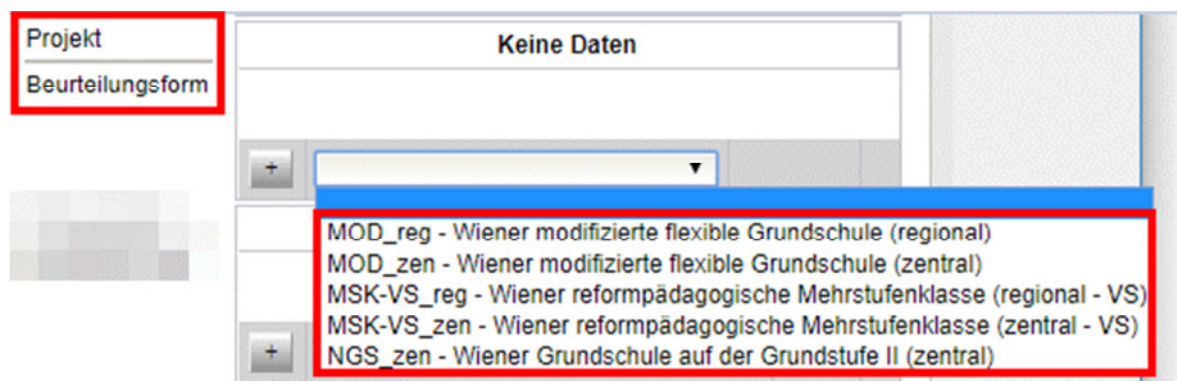 Projekt
Beurteilungsform
Keine Daten
+
MOD_reg - Wiener modifizierte flexible Grundschule (regional)
MOD_zen - Wiener modifizierte flexible Grundschule (zentral)
MSK-VS_reg - Wiener reformpädagogische Mehrstufenklasse (regional - VS)
MSK-VS_zen - Wiener reformpädagogische Mehrstufenklasse (zentral - VS)
+
NGS_zen - Wiener Grundschule auf der Grundstufe II (zentral)